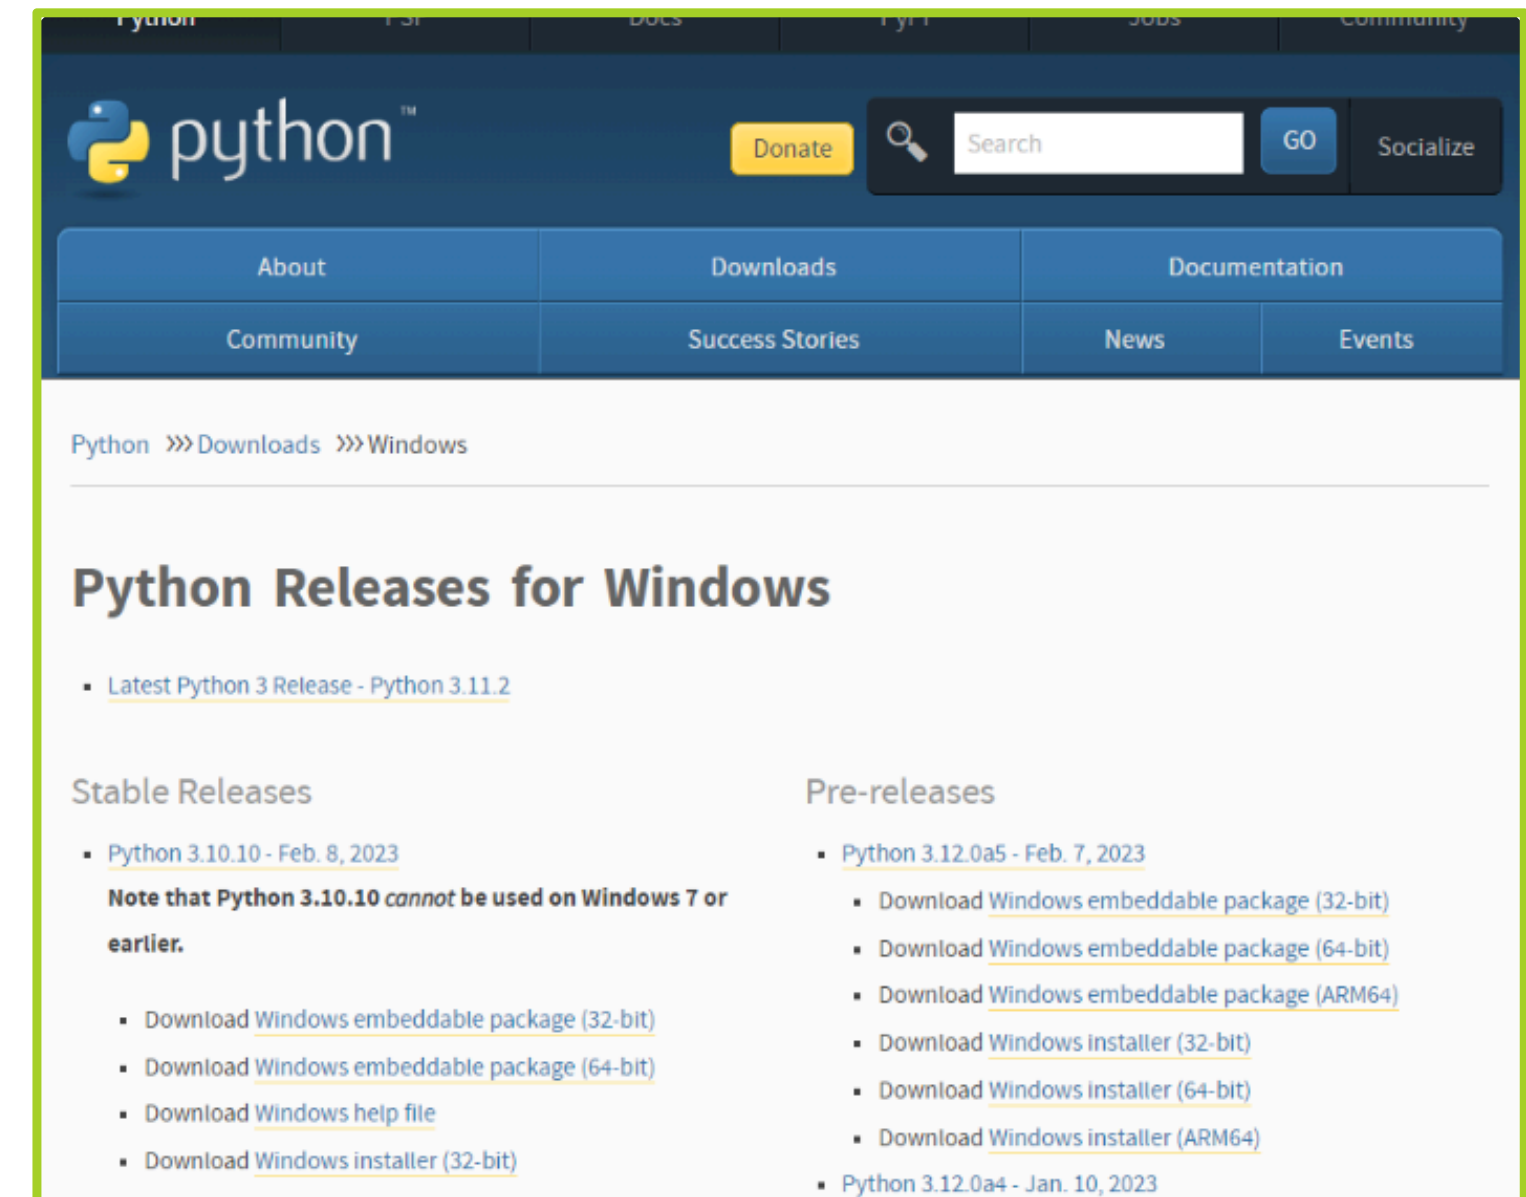 Python PSF Docs PyPI Jobs Community
python™
Donate
Search
GO
Socialize
About Downloads Documentation
Community Success Stories News Events
Python >>> Downloads >>> Windows
Python Releases for Windows
Latest Python 3 Release - Python 3.11.2
Stable Releases
Python 3.10.10 - Feb. 8, 2023
Note that Python 3.10.10 cannot be used on Windows 7 or
earlier.
Download Windows embeddable package (32-bit)
Download Windows embeddable package (64-bit)
Download Windows help file
Download Windows installer (32-bit)
Pre-releases
Python 3.12.0a5 - Feb. 7, 2023
Download Windows embeddable package (32-bit)
Download Windows embeddable package (64-bit)
Download Windows embeddable package (ARM64)
Download Windows installer (32-bit)
Download Windows installer (64-bit)
Download Windows installer (ARM64)
Python 3.12.0a4 - Jan. 10, 2023